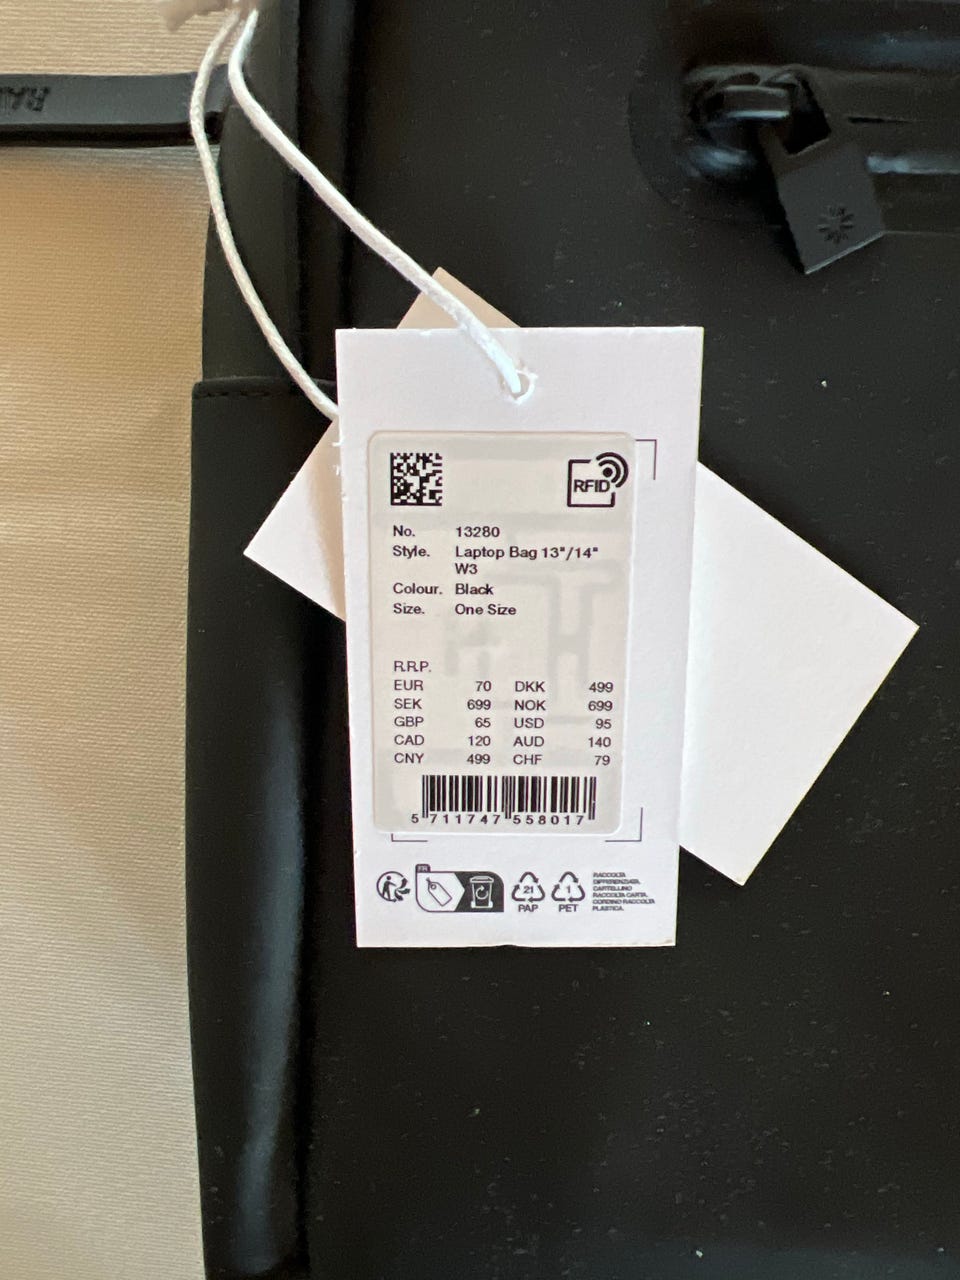 RFID
No. 13280
Style. Laptop Bag 13"/14"
W3
Colour. Black
Size. One Size
R.R.P.
EUR 70 DKK 499
SEK 699 NOK 699
GBP 65 USD 95
CAD 120 AUD 140
CNY 499 CHF 79
5 711747 558017
FR
21
PAP
1
PET
RACCOLTA
DIFFERENZIATA.
CARTELLINO
RACCOLTA CARTA.
CORDINO RACCOLTA
PLASTICA.